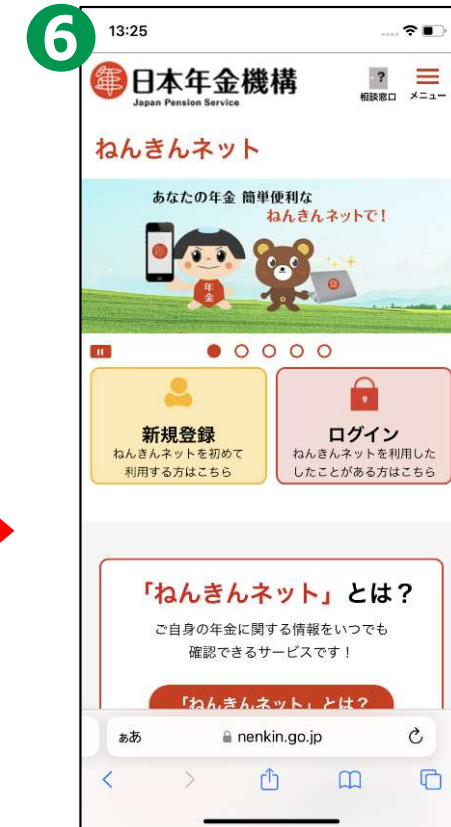 6
13:25
年
金
日本年金機構
Japan Pension Service
?
相談窓口
メニュー
ねんきんネット
あなたの年金 簡単便利な
ねんきんネットで！
年
金
新規登録
ねんきんネットを初めて
利用する方はこちら
ログイン
ねんきんネットを利用した
したことがある方はこちら
「ねんきんネット」とは？
ご自身の年金に関する情報をいつでも
確認できるサービスです！
「ねんきんネット」とは？
ぁあ
nenkin.go.jp